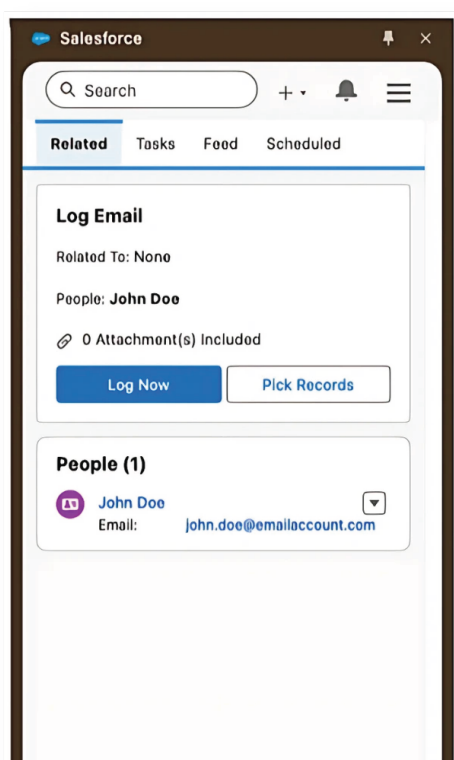 Salesforce
Search
Related Tasks Feed Scheduled
Log Email
Related To: None
People: John Doe
0 Attachment(s) Included
Log Now Pick Records
People (1)
John Doe
Email: john.doe@emailaccount.com